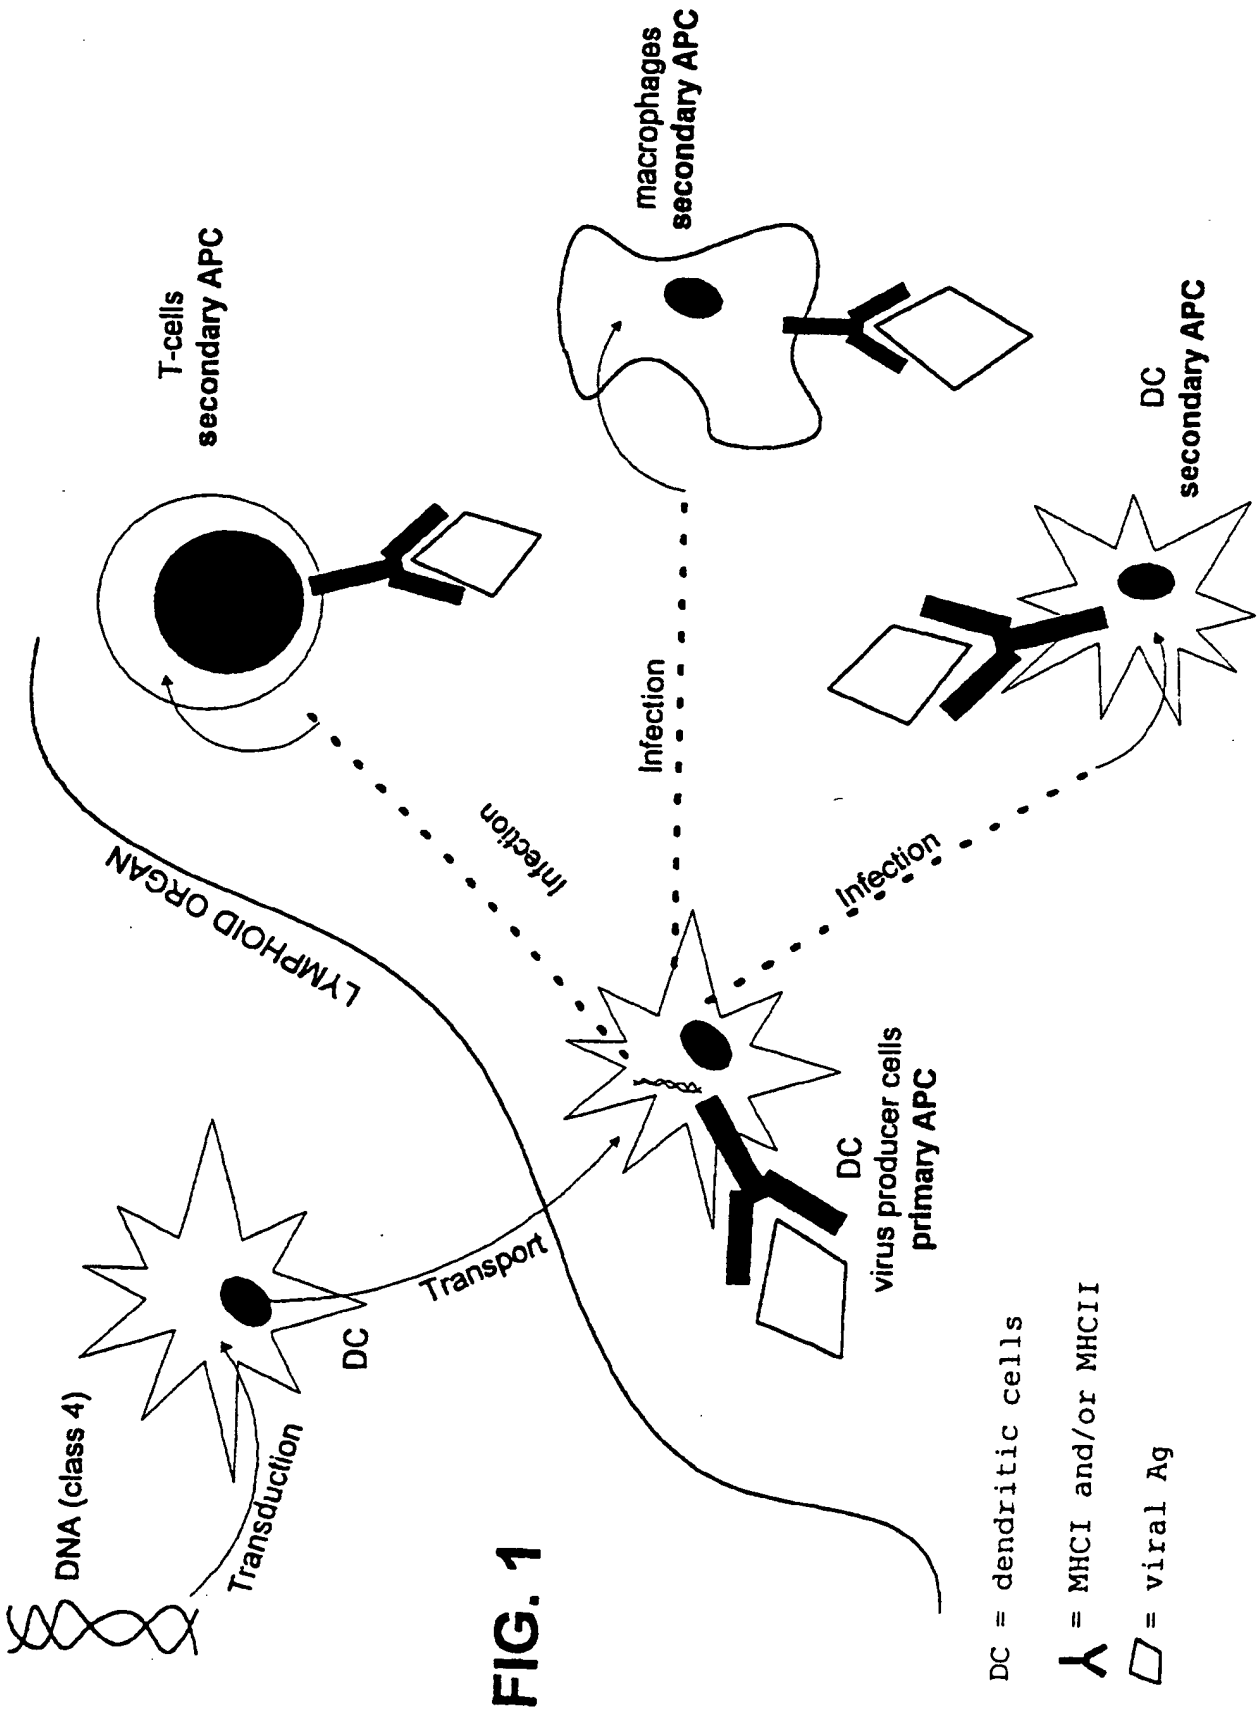 DNA (class 4)
Transduction
DC
Transport
LYMPHOID ORGAN
T-cells
secondary APC
Infection
macrophages
secondary APC
Infection
DC
secondary APC
Infection
DC
virus producer cells
primary APC
FIG. 1
DC = dendritic cells
= MHCI and/or MHCII
= viral Ag